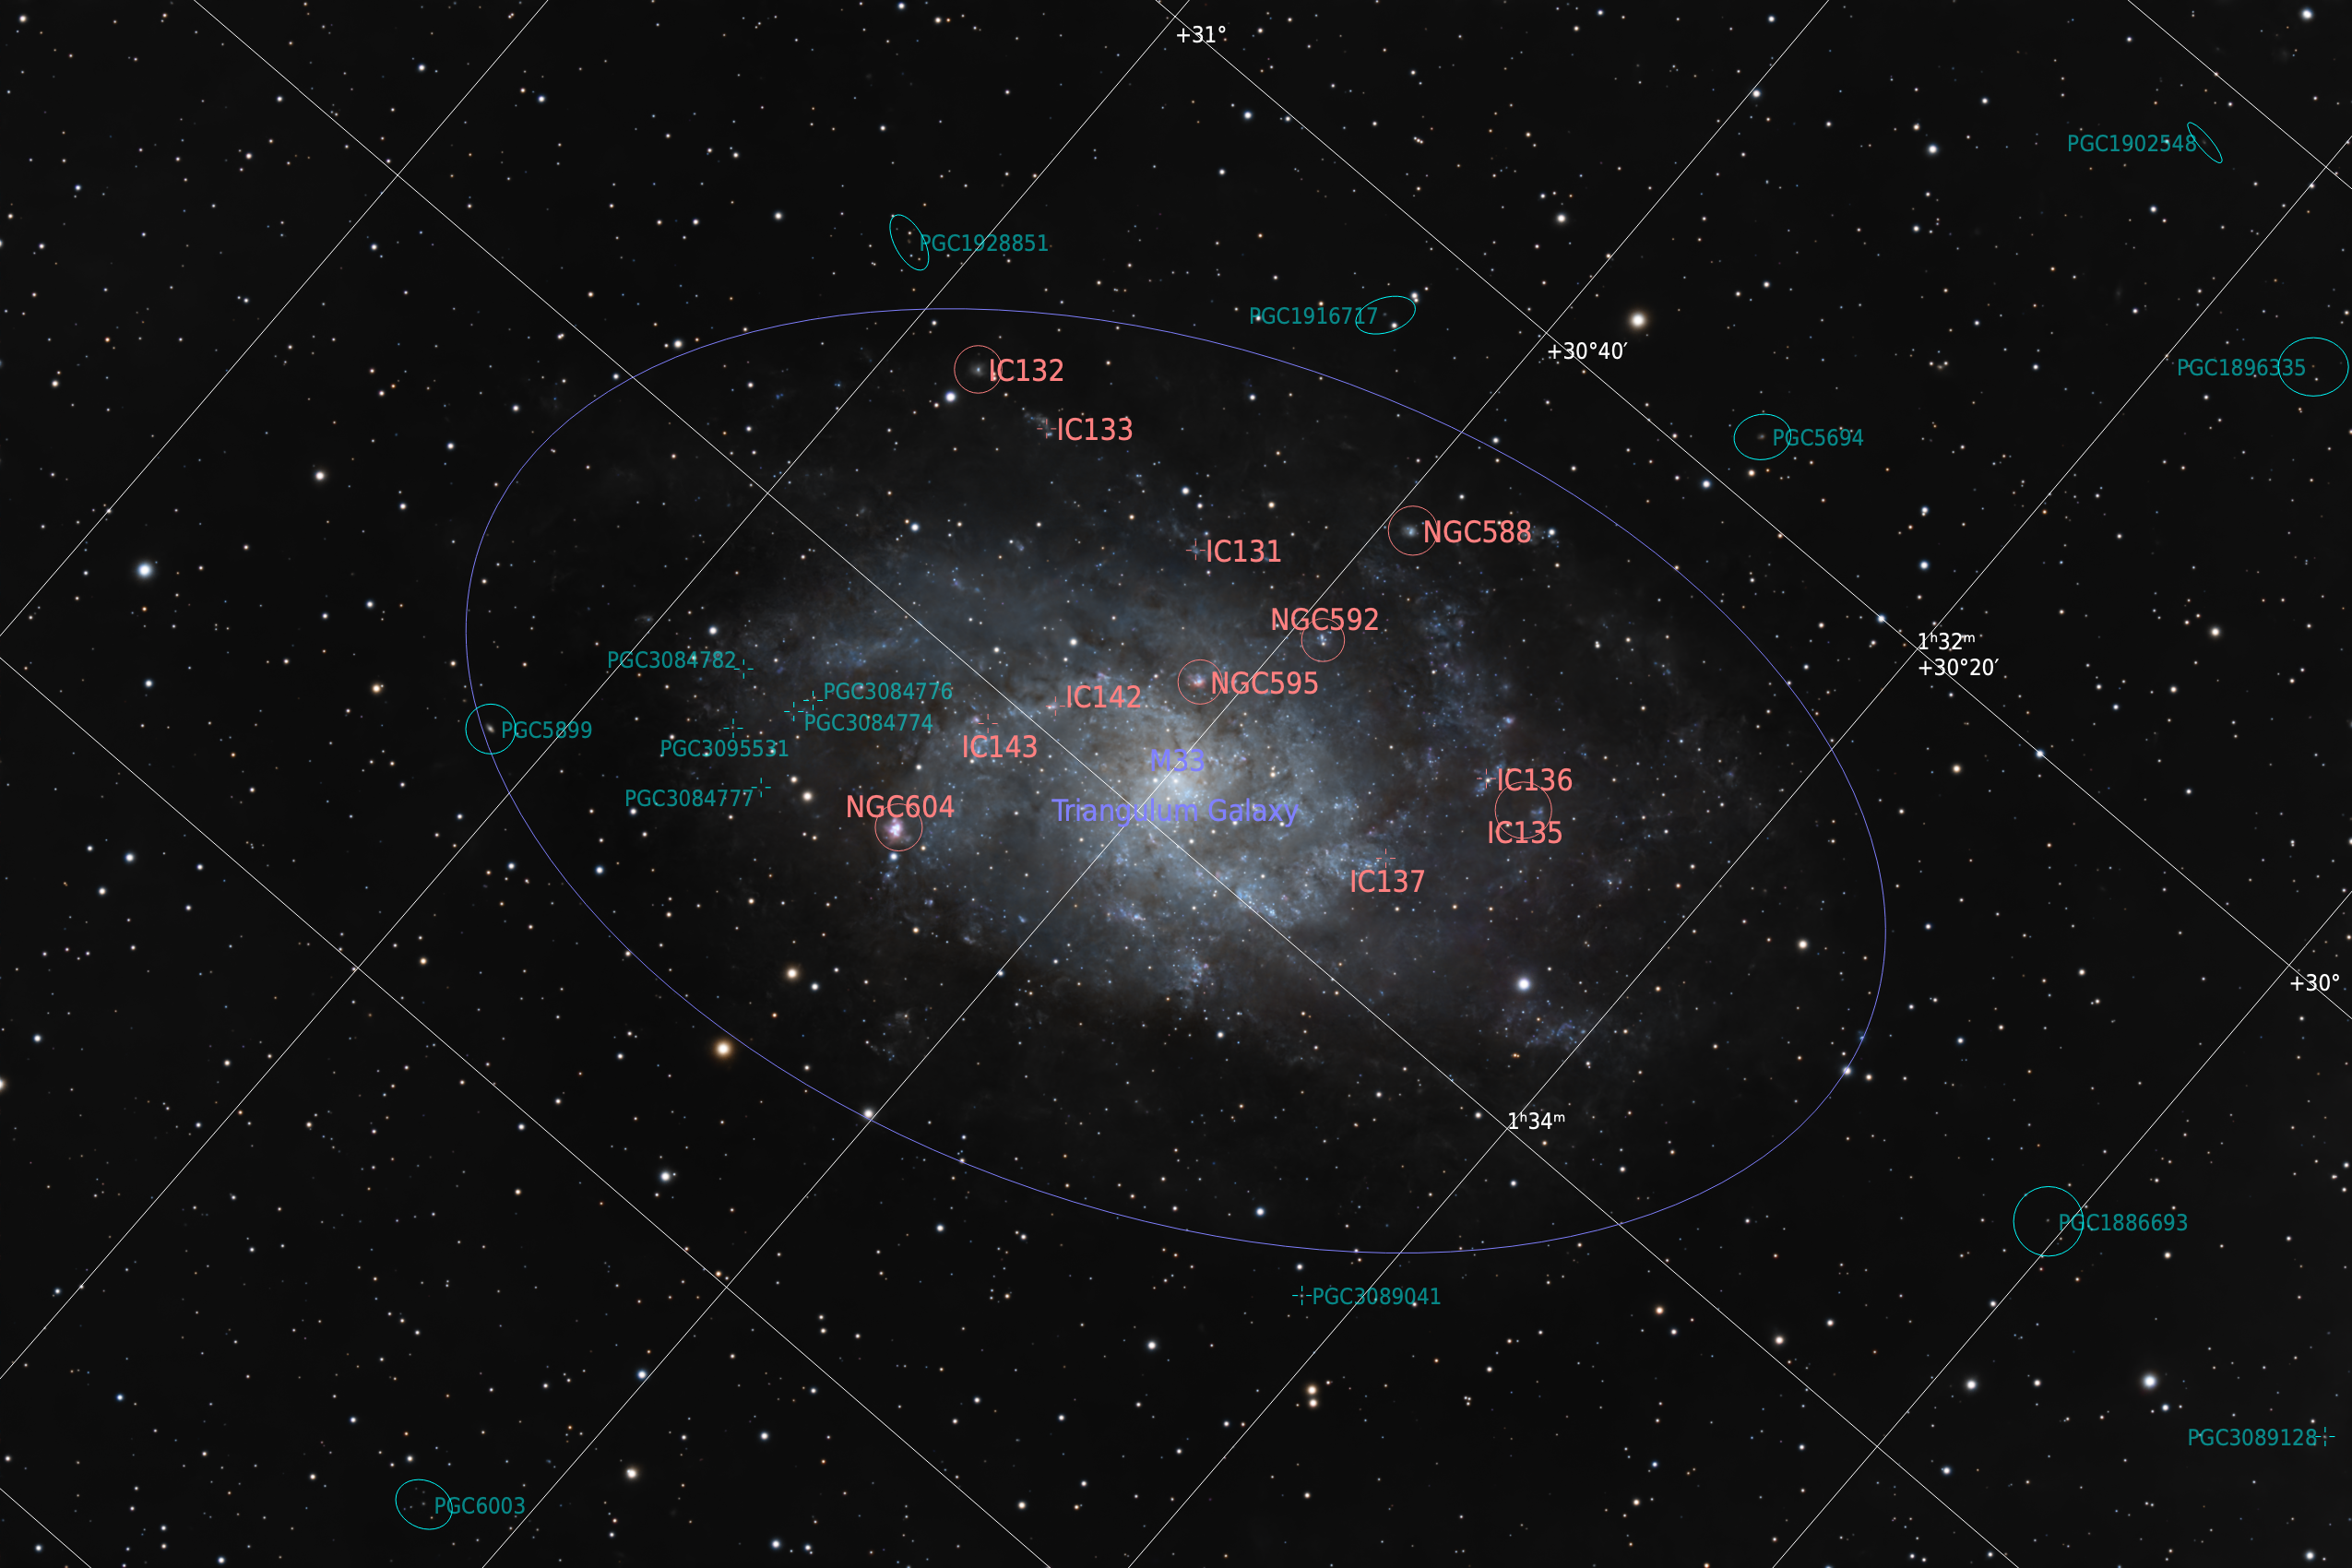 +31°
PGC1902548
PGC1928851
PGC1916717
+30°40′
PGC1896335
IC132
IC133
PGC5694
NGC588
IC131
NGC592
1ʰ32ᵐ
+30°20′
PGC3084782
NGC595
PGC3084776
IC142
PGC3084774
PGC5899
IC143
PGC3095531
M33
IC136
PGC3084777
NGC604
Triangulum Galaxy
IC135
IC137
+30°
1ʰ34ᵐ
PGC1886693
PGC3089041
PGC3089128
PGC6003